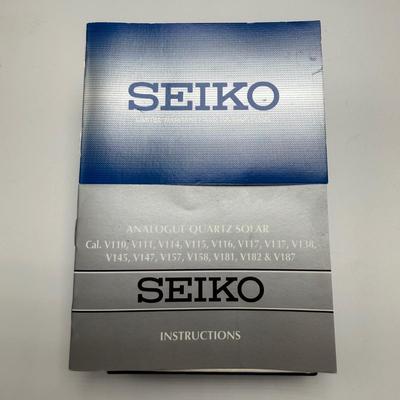 SEIKO
ANALOGUE QUARTZ SOLAR
Cal. V110, V111, V114, V115, V116, V117, V137, V138,
V145, V147, V157, V158, V181, V182 & V187
SEIKO
INSTRUCTIONS